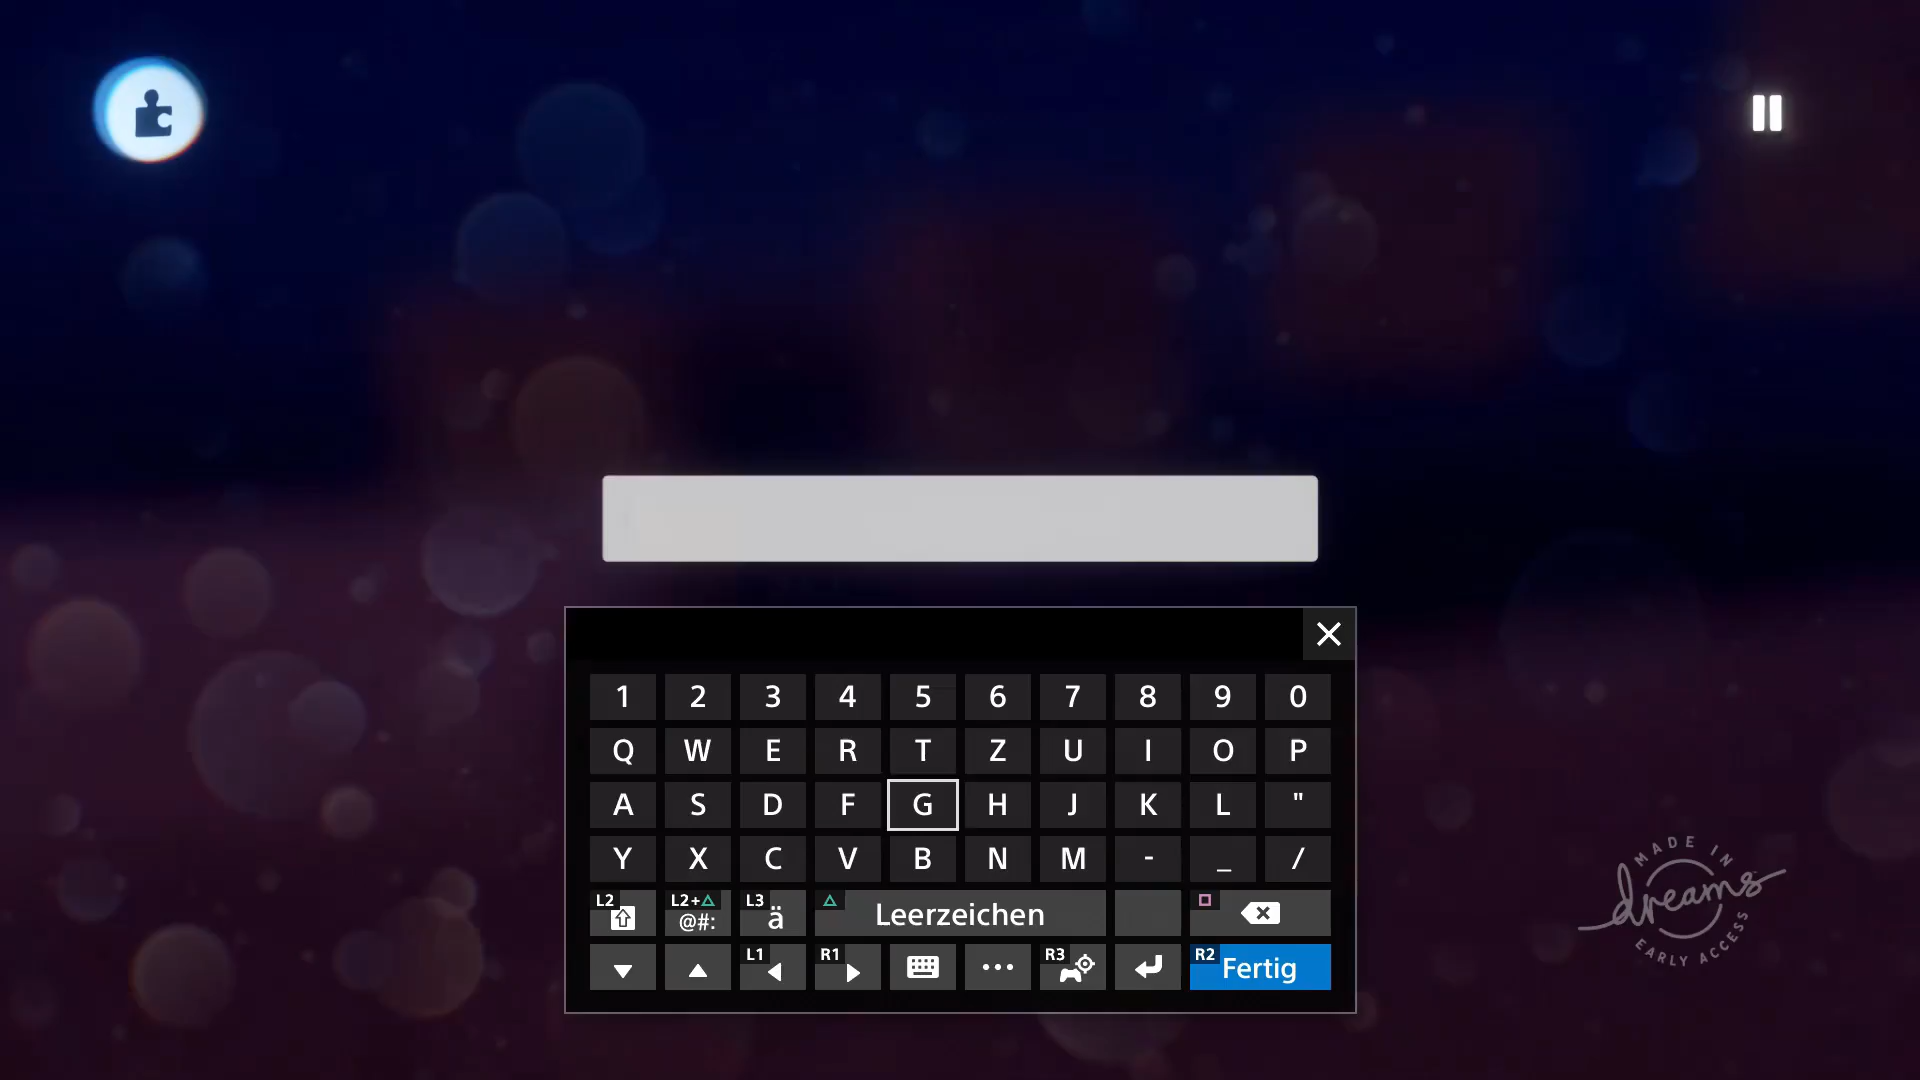 1 2 3 4 5 6 7 8 9 0
Q W E R T Z U I O P
A S D F G H J K L "
Y X C V B N M - _ /
L2 L2+△ @#: L3 ä △ Leerzeichen □
L1 R1 ... R3 R2 Fertig
MADE IN
dreams
EARLY ACCESS